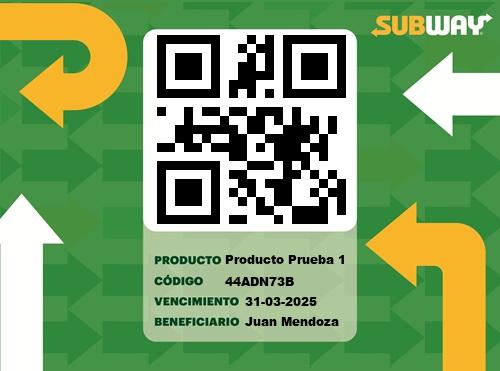 SUBWAY
PRODUCTO Producto Prueba 1
CÓDIGO 44ADN73B
VENCIMIENTO 31-03-2025
BENEFICIARIO Juan Mendoza